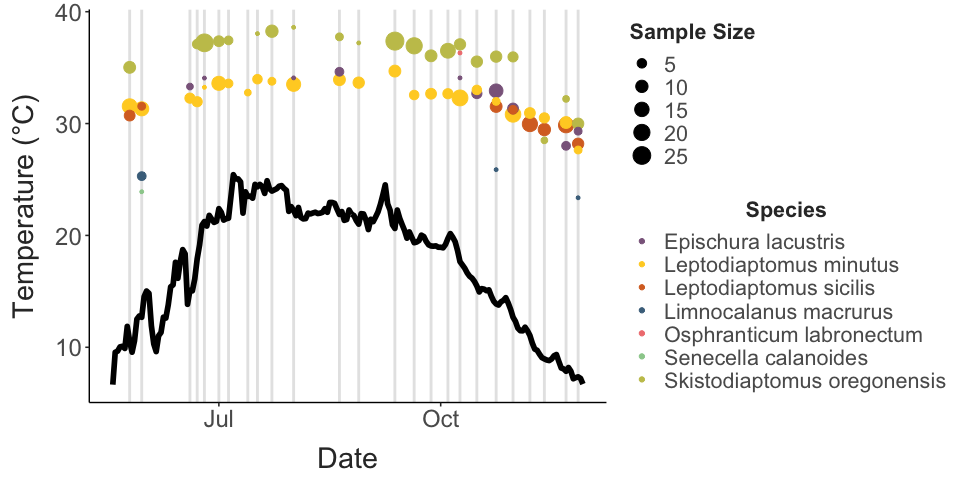 40
30
20
10
Temperature (°C)
Jul
Oct
Date
Sample Size
5
10
15
20
25
Species
Epischura lacustris
Leptodiaptomus minutus
Leptodiaptomus sicilis
Limnocalanus macrurus
Osphranticum labronectum
Senecella calanoides
Skistodiaptomus oregonensis